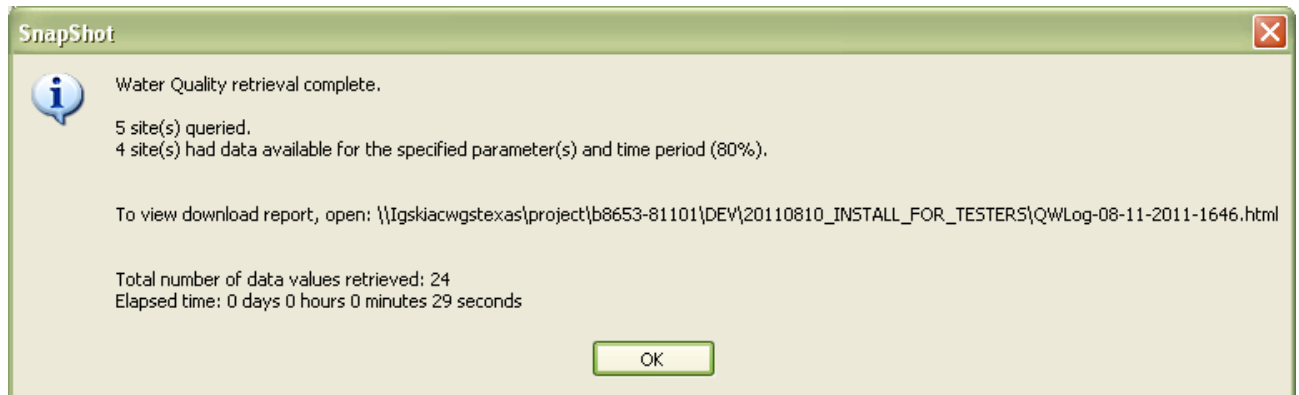 SnapShot
Water Quality retrieval complete.
5 site(s) queried.
4 site(s) had data available for the specified parameter(s) and time period (80%).
To view download report, open: \\Igskiacwgstexas\project\b8653-81101\DEV\20110810_INSTALL_FOR_TESTERS\QWLog-08-11-2011-1646.html
Total number of data values retrieved: 24
Elapsed time: 0 days 0 hours 0 minutes 29 seconds
OK